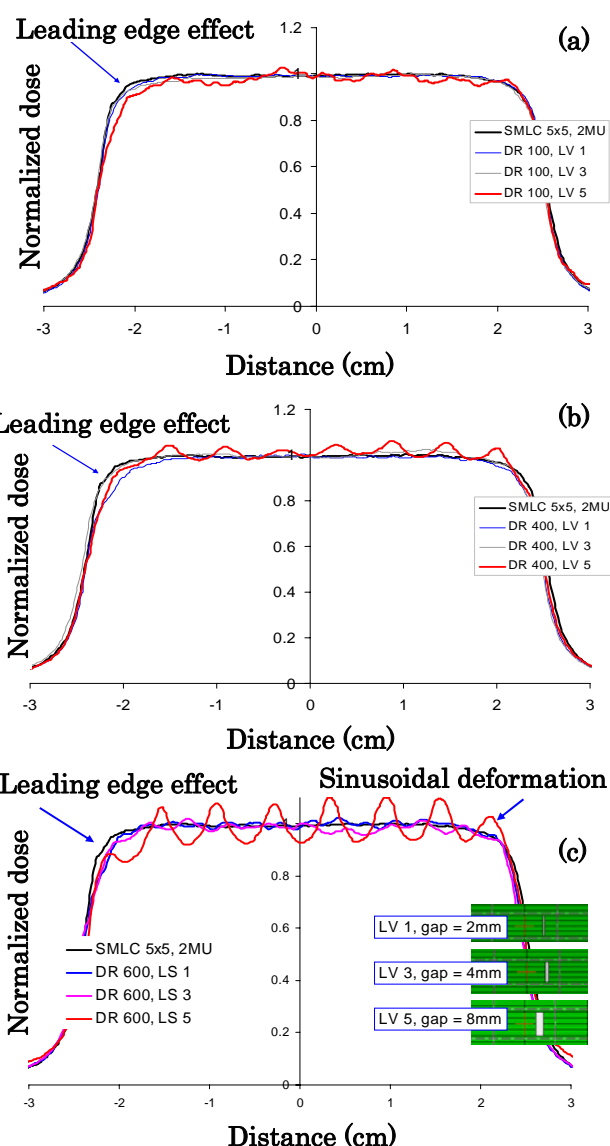 Leading edge effect
(a)
Normalized dose
1.2
1
0.8
0.6
0.4
0.2
0
SMLC 5x5, 2MU
DR 100, LV 1
DR 100, LV 3
DR 100, LV 5
-3 -2 -1 0 1 2 3
Distance (cm)
Leading edge effect
(b)
Normalized dose
1.2
1
0.8
0.6
0.4
0.2
0
SMLC 5x5, 2MU
DR 400, LV 1
DR 400, LV 3
DR 400, LV 5
-3 -2 -1 0 1 2 3
Distance (cm)
Leading edge effect
Sinusoidal deformation
(c)
Normalized dose
1
0.8
0.6
0.4
0.2
0
SMLC 5x5, 2MU
DR 600, LS 1
DR 600, LS 3
DR 600, LS 5
LV 1, gap = 2mm
LV 3, gap = 4mm
LV 5, gap = 8mm
-3 -2 -1 0 1 2 3
Distance (cm)